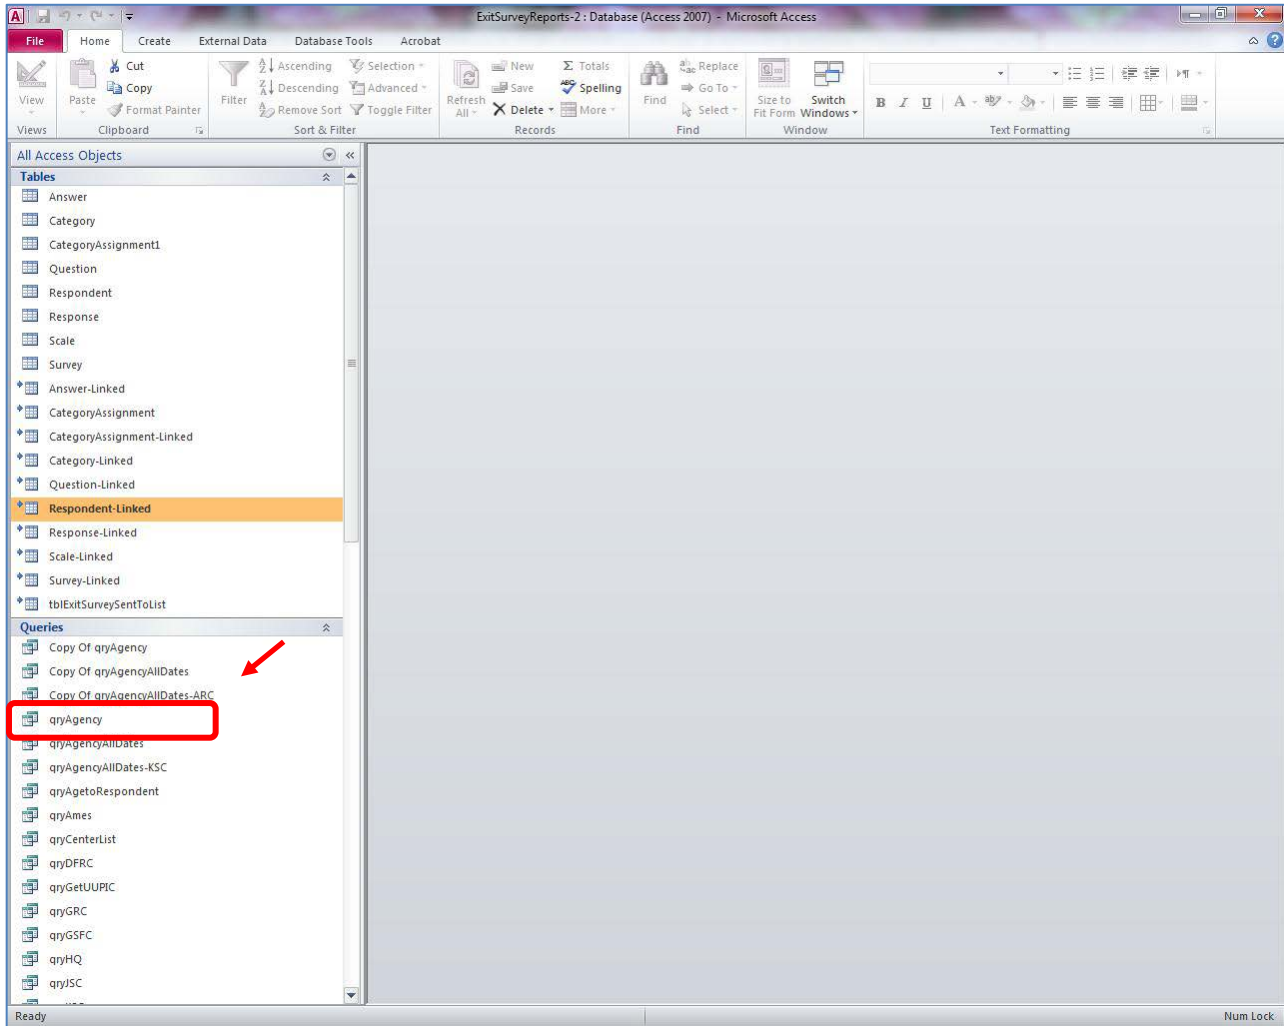 ExitSurveyReports-2 : Database (Access 2007) - Microsoft Access
File Home Create External Data Database Tools Acrobat
View
Views
Paste
Cut
Copy
Format Painter
Clipboard
Filter
Ascending
Descending
Remove Sort
Selection
Advanced
Toggle Filter
Sort & Filter
Refresh All
New
Save
Delete
Totals
Spelling
More
Records
Find
Replace
Go To
Select
Find
Size to Fit Form
Switch Windows
Window
B I U A
Text Formatting
All Access Objects
Tables
Answer
Category
CategoryAssignment1
Question
Respondent
Response
Scale
Survey
Answer-Linked
CategoryAssignment
CategoryAssignment-Linked
Category-Linked
Question-Linked
Respondent-Linked
Response-Linked
Scale-Linked
Survey-Linked
tblExitSurveySentToList
Queries
Copy Of qryAgency
Copy Of qryAgencyAllDates
Copy Of qryAgencyAllDates-ARC
qryAgency
qryAgencyAllDates
qryAgencyAllDates-KSC
qryAgetoRespondent
qryAmes
qryCenterList
qryDFRC
qryGetUUPIC
qryGRC
qryGSFC
qryHQ
qryJSC
Ready Num Lock